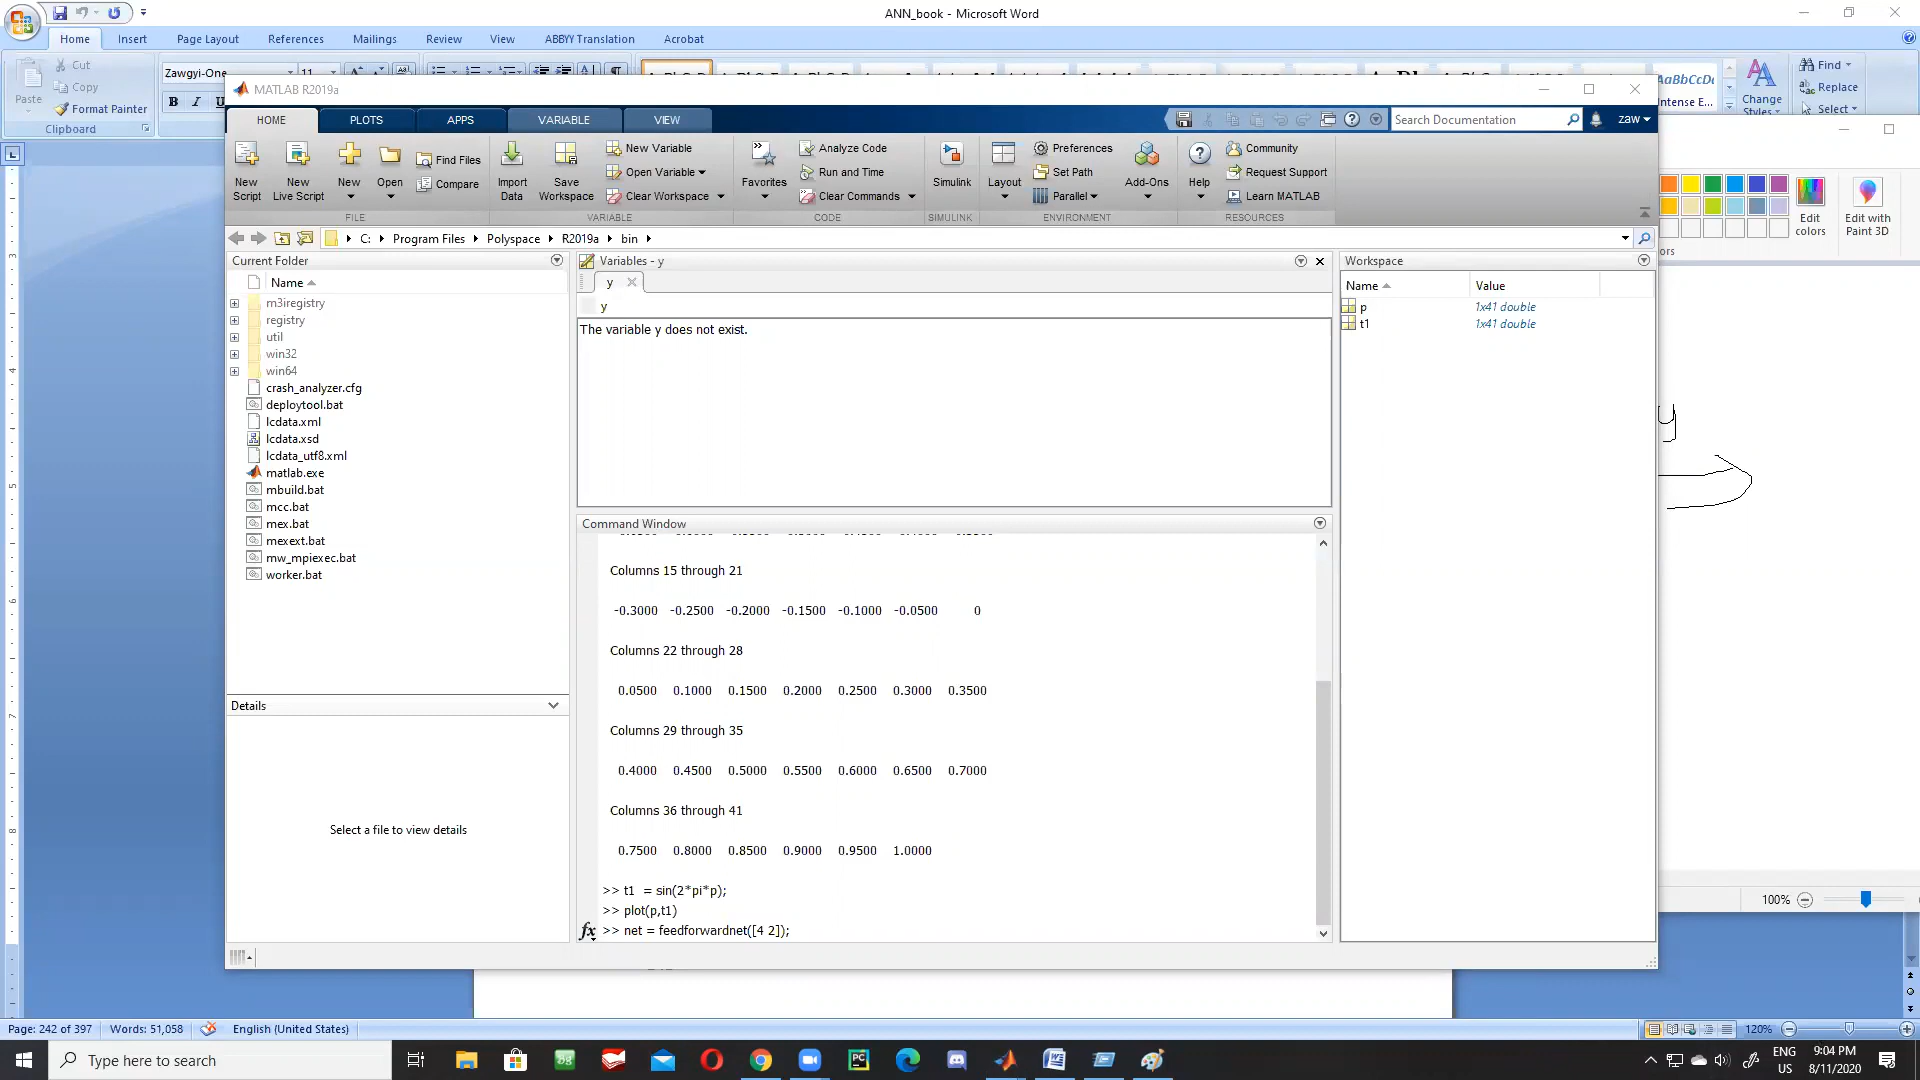 ANN_book - Microsoft Word
Home Insert Page Layout References Mailings Review View ABBYY Translation Acrobat
Cut
Copy
Paste
Format Painter
Clipboard
Zawgyi-One 11
B I U
AaBbCcDc
Intense E...
Change
Styles
Find
Replace
Select
MATLAB R2019a
HOME PLOTS APPS VARIABLE VIEW
Search Documentation
zaw
New
Script
New
Live Script
New
Open
Find Files
Compare
Import
Data
Save
Workspace
New Variable
Open Variable
Clear Workspace
Favorites
Analyze Code
Run and Time
Clear Commands
Simulink
Layout
Preferences
Set Path
Parallel
Add-Ons
Help
Community
Request Support
Learn MATLAB
FILE VARIABLE CODE SIMULINK ENVIRONMENT RESOURCES
Edit
colors
Edit with
Paint 3D
ors
C: Program Files Polyspace R2019a bin
Current Folder
Name
m3iregistry
registry
util
win32
win64
crash_analyzer.cfg
deploytool.bat
lcdata.xml
lcdata.xsd
lcdata_utf8.xml
matlab.exe
mbuild.bat
mcc.bat
mex.bat
mexext.bat
mw_mpiexec.bat
worker.bat
Details
Select a file to view details
Variables - y
y
y
The variable y does not exist.
Command Window
Columns 15 through 21
-0.3000 -0.2500 -0.2000 -0.1500 -0.1000 -0.0500 0
Columns 22 through 28
0.0500 0.1000 0.1500 0.2000 0.2500 0.3000 0.3500
Columns 29 through 35
0.4000 0.4500 0.5000 0.5500 0.6000 0.6500 0.7000
Columns 36 through 41
0.7500 0.8000 0.8500 0.9000 0.9500 1.0000
>> t1 = sin(2*pi*p);
>> plot(p,t1)
fx >> net = feedforwardnet([4 2]);
Workspace
Name Value
p 1x41 double
t1 1x41 double
y
100%
Page: 242 of 397 Words: 51,058 English (United States)
120%
Type here to search
ENG
US
9:04 PM
8/11/2020